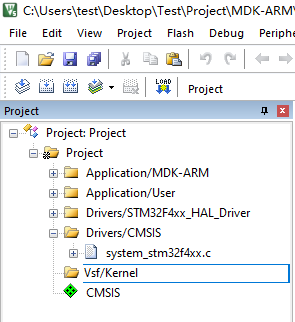 C:\Users\test\Desktop\Test\Project\MDK-ARM\
File Edit View Project Flash Debug Periphe
LOAD Project
Project
Project: Project
Project
Application/MDK-ARM
Application/User
Drivers/STM32F4xx_HAL_Driver
Drivers/CMSIS
system_stm32f4xx.c
Vsf/Kernel
CMSIS